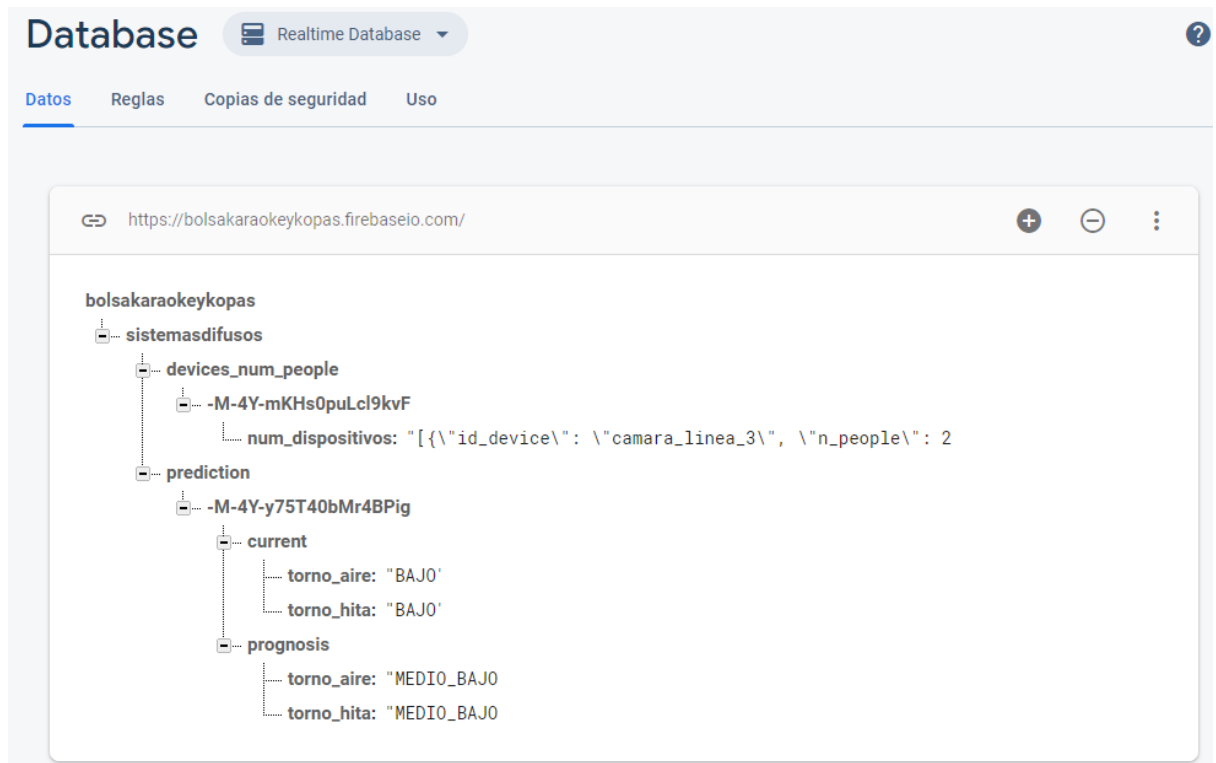 Database Realtime Database ?
Datos Reglas Copias de seguridad Uso
https://bolsakaraokeykopas.firebaseio.com/
bolsakaraokeykopas
sistemasdifusos
devices_num_people
-M-4Y-mKHs0puLcl9kvF
num_dispositivos: "[{\"id_device\": \"camara_linea_3\", \"n_people\": 2
prediction
-M-4Y-y75T40bMr4BPig
current
torno_aire: "BAJO'
torno_hita: "BAJO'
prognosis
torno_aire: "MEDIO_BAJO
torno_hita: "MEDIO_BAJO